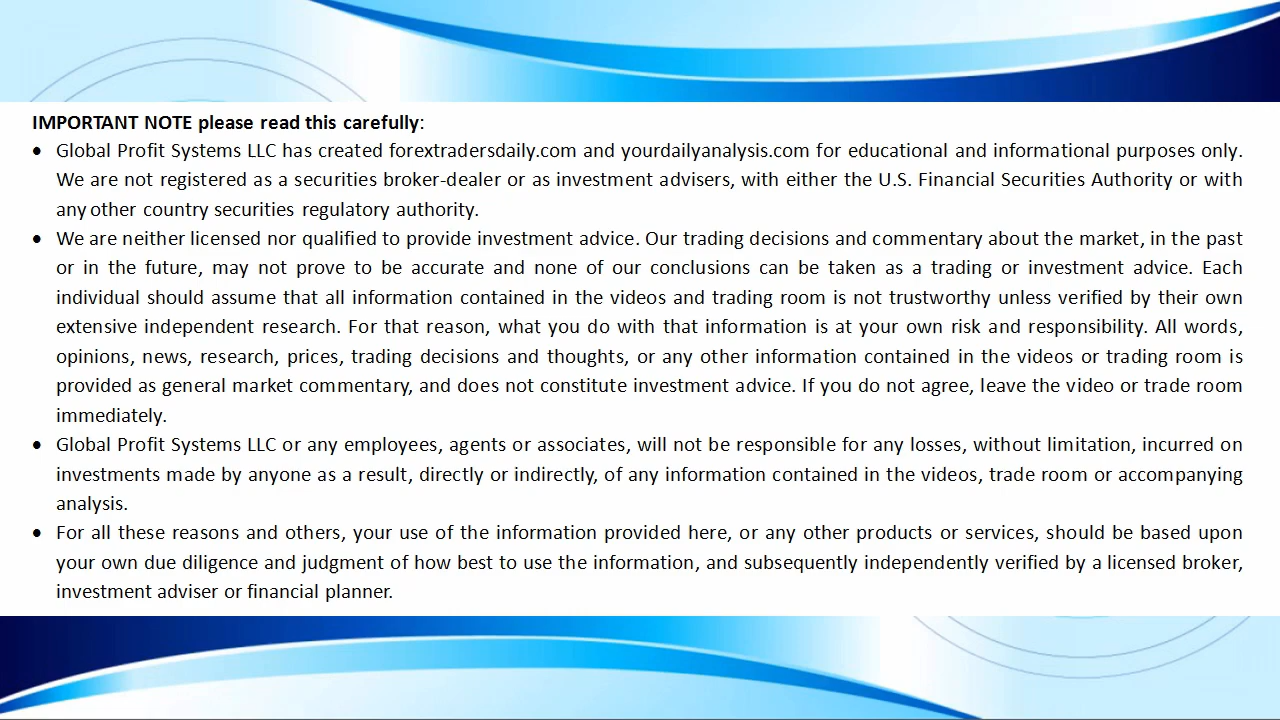 IMPORTANT NOTE please read this carefully:
• Global Profit Systems LLC has created forextradersdaily.com and yourdailyanalysis.com for educational and informational purposes only.
We are not registered as a securities broker-dealer or as investment advisers, with either the U.S. Financial Securities Authority or with
any other country securities regulatory authority.
• We are neither licensed nor qualified to provide investment advice. Our trading decisions and commentary about the market, in the past
or in the future, may not prove to be accurate and none of our conclusions can be taken as a trading or investment advice. Each
individual should assume that all information contained in the videos and trading room is not trustworthy unless verified by their own
extensive independent research. For that reason, what you do with that information is at your own risk and responsibility. All words,
opinions, news, research, prices, trading decisions and thoughts, or any other information contained in the videos or trading room is
provided as general market commentary, and does not constitute investment advice. If you do not agree, leave the video or trade room
immediately.
• Global Profit Systems LLC or any employees, agents or associates, will not be responsible for any losses, without limitation, incurred on
investments made by anyone as a result, directly or indirectly, of any information contained in the videos, trade room or accompanying
analysis.
• For all these reasons and others, your use of the information provided here, or any other products or services, should be based upon
your own due diligence and judgment of how best to use the information, and subsequently independently verified by a licensed broker,
investment adviser or financial planner.